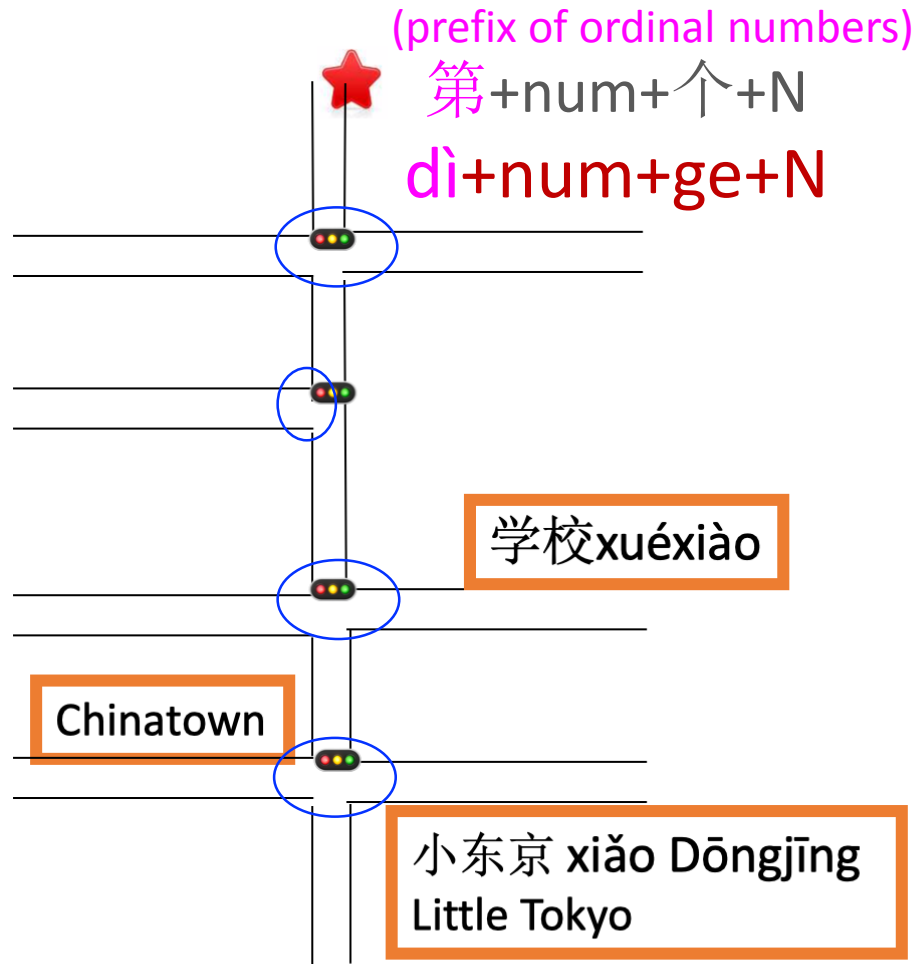 (prefix of ordinal numbers)
第+num+个+N
dì+num+ge+N
学校xuéxiào
Chinatown
小东京 xiǎo Dōngjīng
Little Tokyo